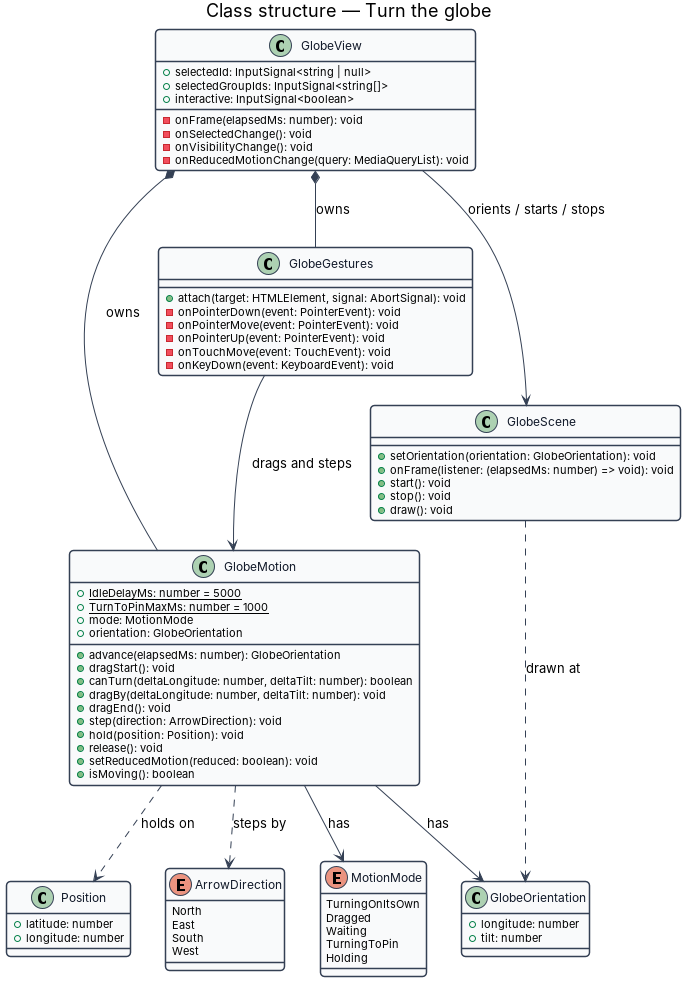 Class structure — Turn the globe
C GlobeView
selectedId: InputSignal<string | null>
selectedGroupIds: InputSignal<string[]>
interactive: InputSignal<boolean>
onFrame(elapsedMs: number): void
onSelectedChange(): void
onVisibilityChange(): void
onReducedMotionChange(query: MediaQueryList): void
owns
orients / starts / stops
C GlobeGestures
attach(target: HTMLElement, signal: AbortSignal): void
onPointerDown(event: PointerEvent): void
onPointerMove(event: PointerEvent): void
onPointerUp(event: PointerEvent): void
onTouchMove(event: TouchEvent): void
onKeyDown(event: KeyboardEvent): void
owns
C GlobeScene
setOrientation(orientation: GlobeOrientation): void
onFrame(listener: (elapsedMs: number) => void): void
start(): void
stop(): void
draw(): void
drags and steps
C GlobeMotion
IdleDelayMs: number = 5000
TurnToPinMaxMs: number = 1000
mode: MotionMode
orientation: GlobeOrientation
advance(elapsedMs: number): GlobeOrientation
dragStart(): void
canTurn(deltaLongitude: number, deltaTilt: number): boolean
dragBy(deltaLongitude: number, deltaTilt: number): void
dragEnd(): void
step(direction: ArrowDirection): void
hold(position: Position): void
release(): void
setReducedMotion(reduced: boolean): void
isMoving(): boolean
drawn at
holds on
steps by
has
has
C Position
latitude: number
longitude: number
E ArrowDirection
North
East
South
West
E MotionMode
TurningOnItsOwn
Dragged
Waiting
TurningToPin
Holding
C GlobeOrientation
longitude: number
tilt: number